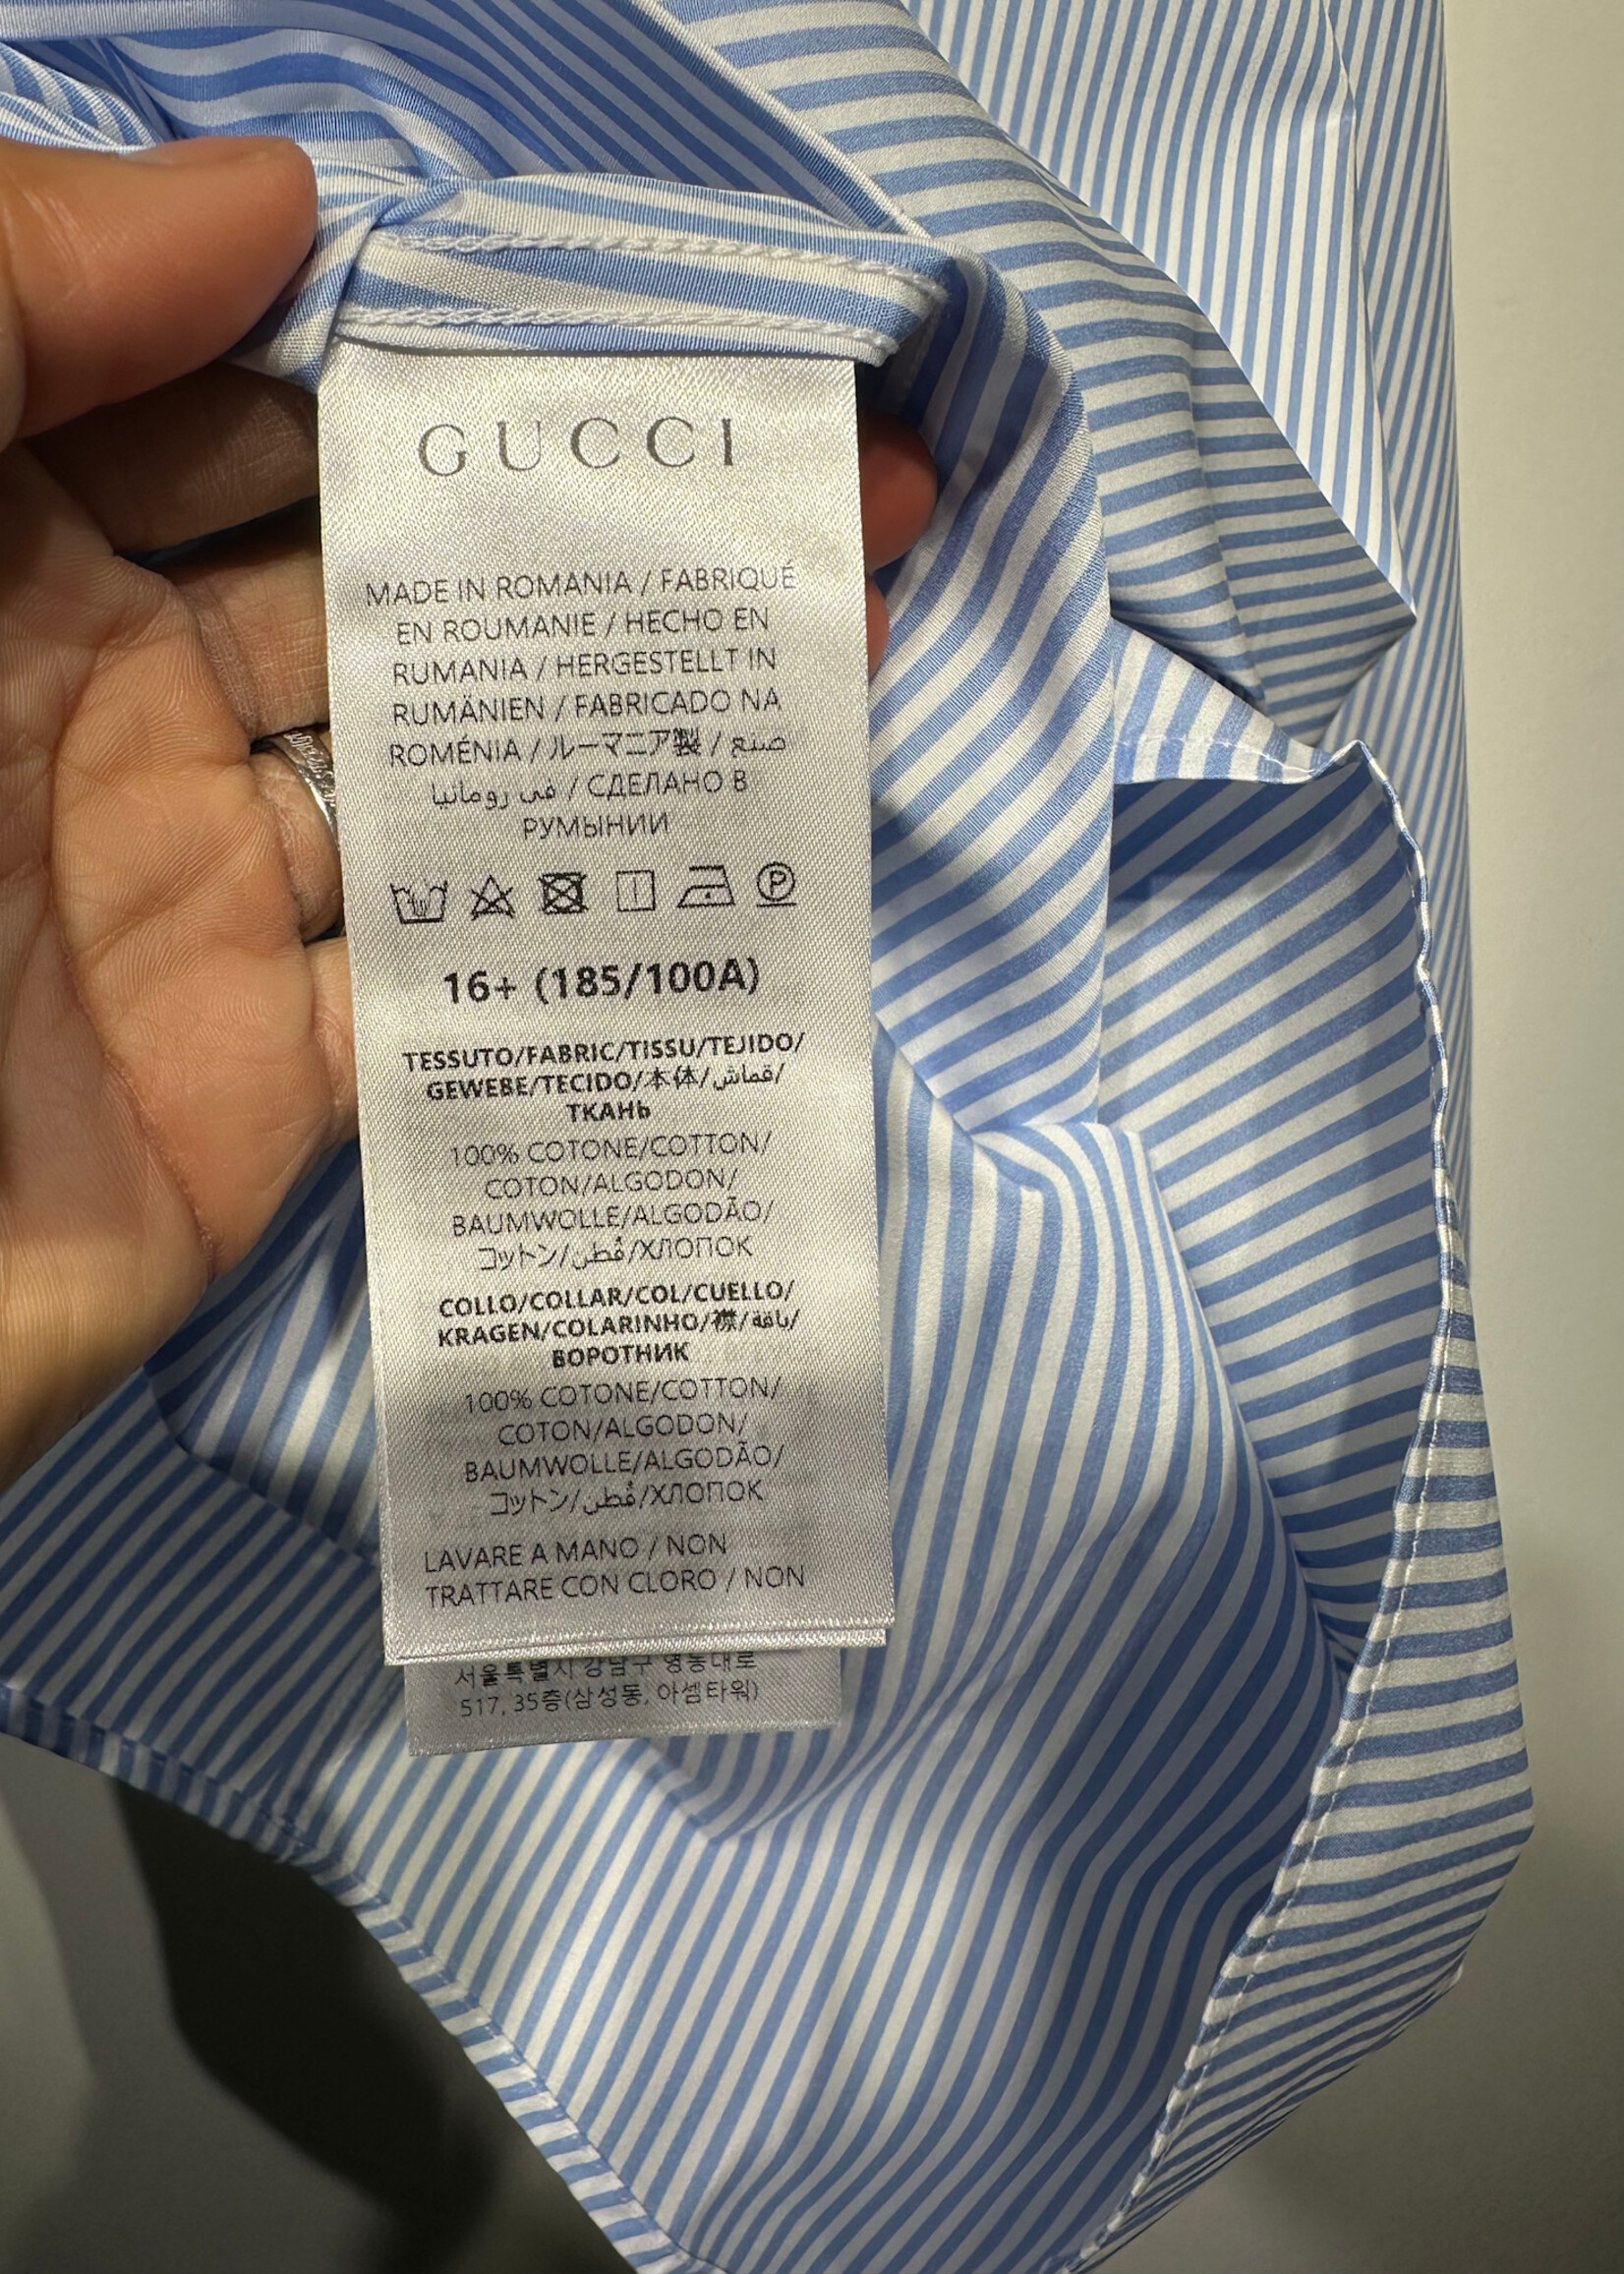 GUCCI
MADE IN ROMANIA / FABRIQUÉ
EN ROUMANIE / HECHO EN
RUMANIA / HERGESTELLT IN
RUMÄNIEN / FABRICADO NA
ROMÉNIA / ルーマニア製 / صنع
في رومانيا / СДЕЛАНО В
РУМЫНИИ
P
16+ (185/100A)
TESSUTO/FABRIC/TISSU/TEJIDO/
GEWEBE/TECIDO/本体/قماش/
ТКАНЬ
100% COTONE/COTTON/
COTON/ALGODON/
BAUMWOLLE/ALGODÃO/
コットン/قُطن/ХЛОПОК
COLLO/COLLAR/COL/CUELLO/
KRAGEN/COLARINHO/襟/ياقة/
ВОРОТНИК
100% COTONE/COTTON/
COTON/ALGODON/
BAUMWOLLE/ALGODÃO/
コットン/قُطن/ХЛОПОК
LAVARE A MANO / NON
TRATTARE CON CLORO / NON
서울특별시 강남구 영동대로
517, 35층(삼성동, 아셈타워)